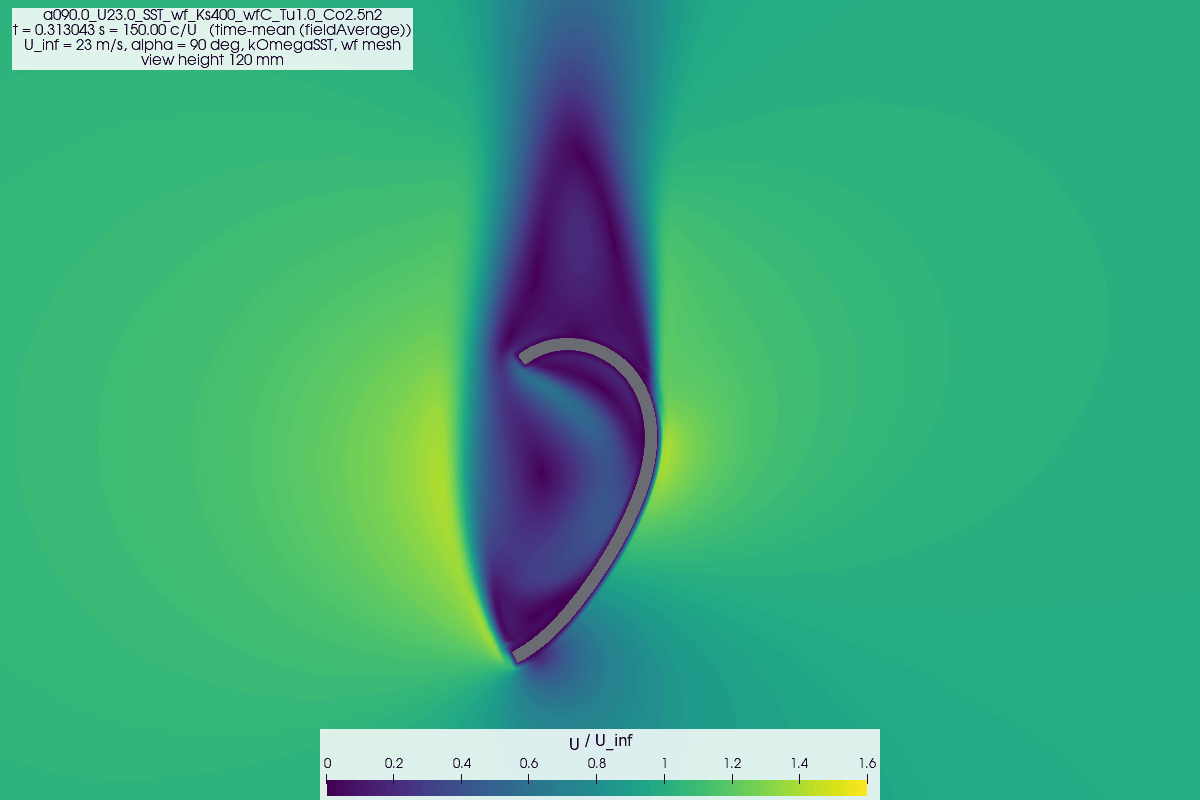 a090.0_U23.0_SST_wf_Ks400_wfC_Tu1.0_Co2.5n2
t = 0.313043 s = 150.00 c/U (time-mean (fieldAverage))
U_inf = 23 m/s, alpha = 90 deg, kOmegaSST, wf mesh
view height 120 mm
U / U_inf
0 0.2 0.4 0.6 0.8 1 1.2 1.4 1.6